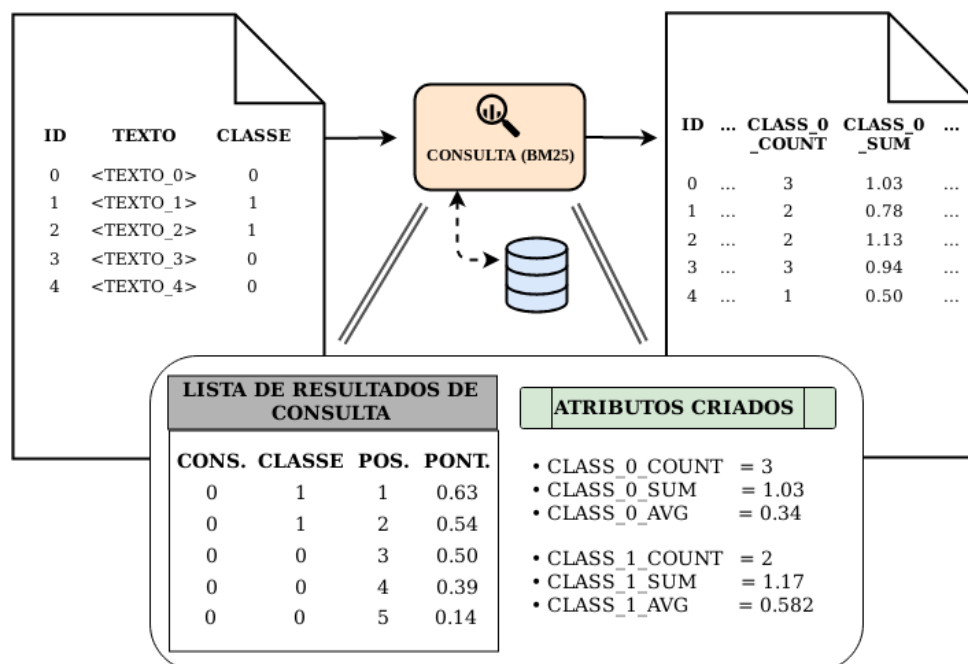 ID TEXTO CLASSE
0 <TEXTO_0> 0
1 <TEXTO_1> 1
2 <TEXTO_2> 1
3 <TEXTO_3> 0
4 <TEXTO_4> 0
CONSULTA (BM25)
ID ... CLASS_0 CLASS_0 ...
_COUNT _SUM
0 ... 3 1.03 ...
1 ... 2 0.78 ...
2 ... 2 1.13 ...
3 ... 3 0.94 ...
4 ... 1 0.50 ...
LISTA DE RESULTADOS DE
CONSULTA
CONS. CLASSE POS. PONT.
0 1 1 0.63
0 1 2 0.54
0 0 3 0.50
0 0 4 0.39
0 0 5 0.14
ATRIBUTOS CRIADOS
• CLASS_0_COUNT = 3
• CLASS_0_SUM = 1.03
• CLASS_0_AVG = 0.34
• CLASS_1_COUNT = 2
• CLASS_1_SUM = 1.17
• CLASS_1_AVG = 0.582